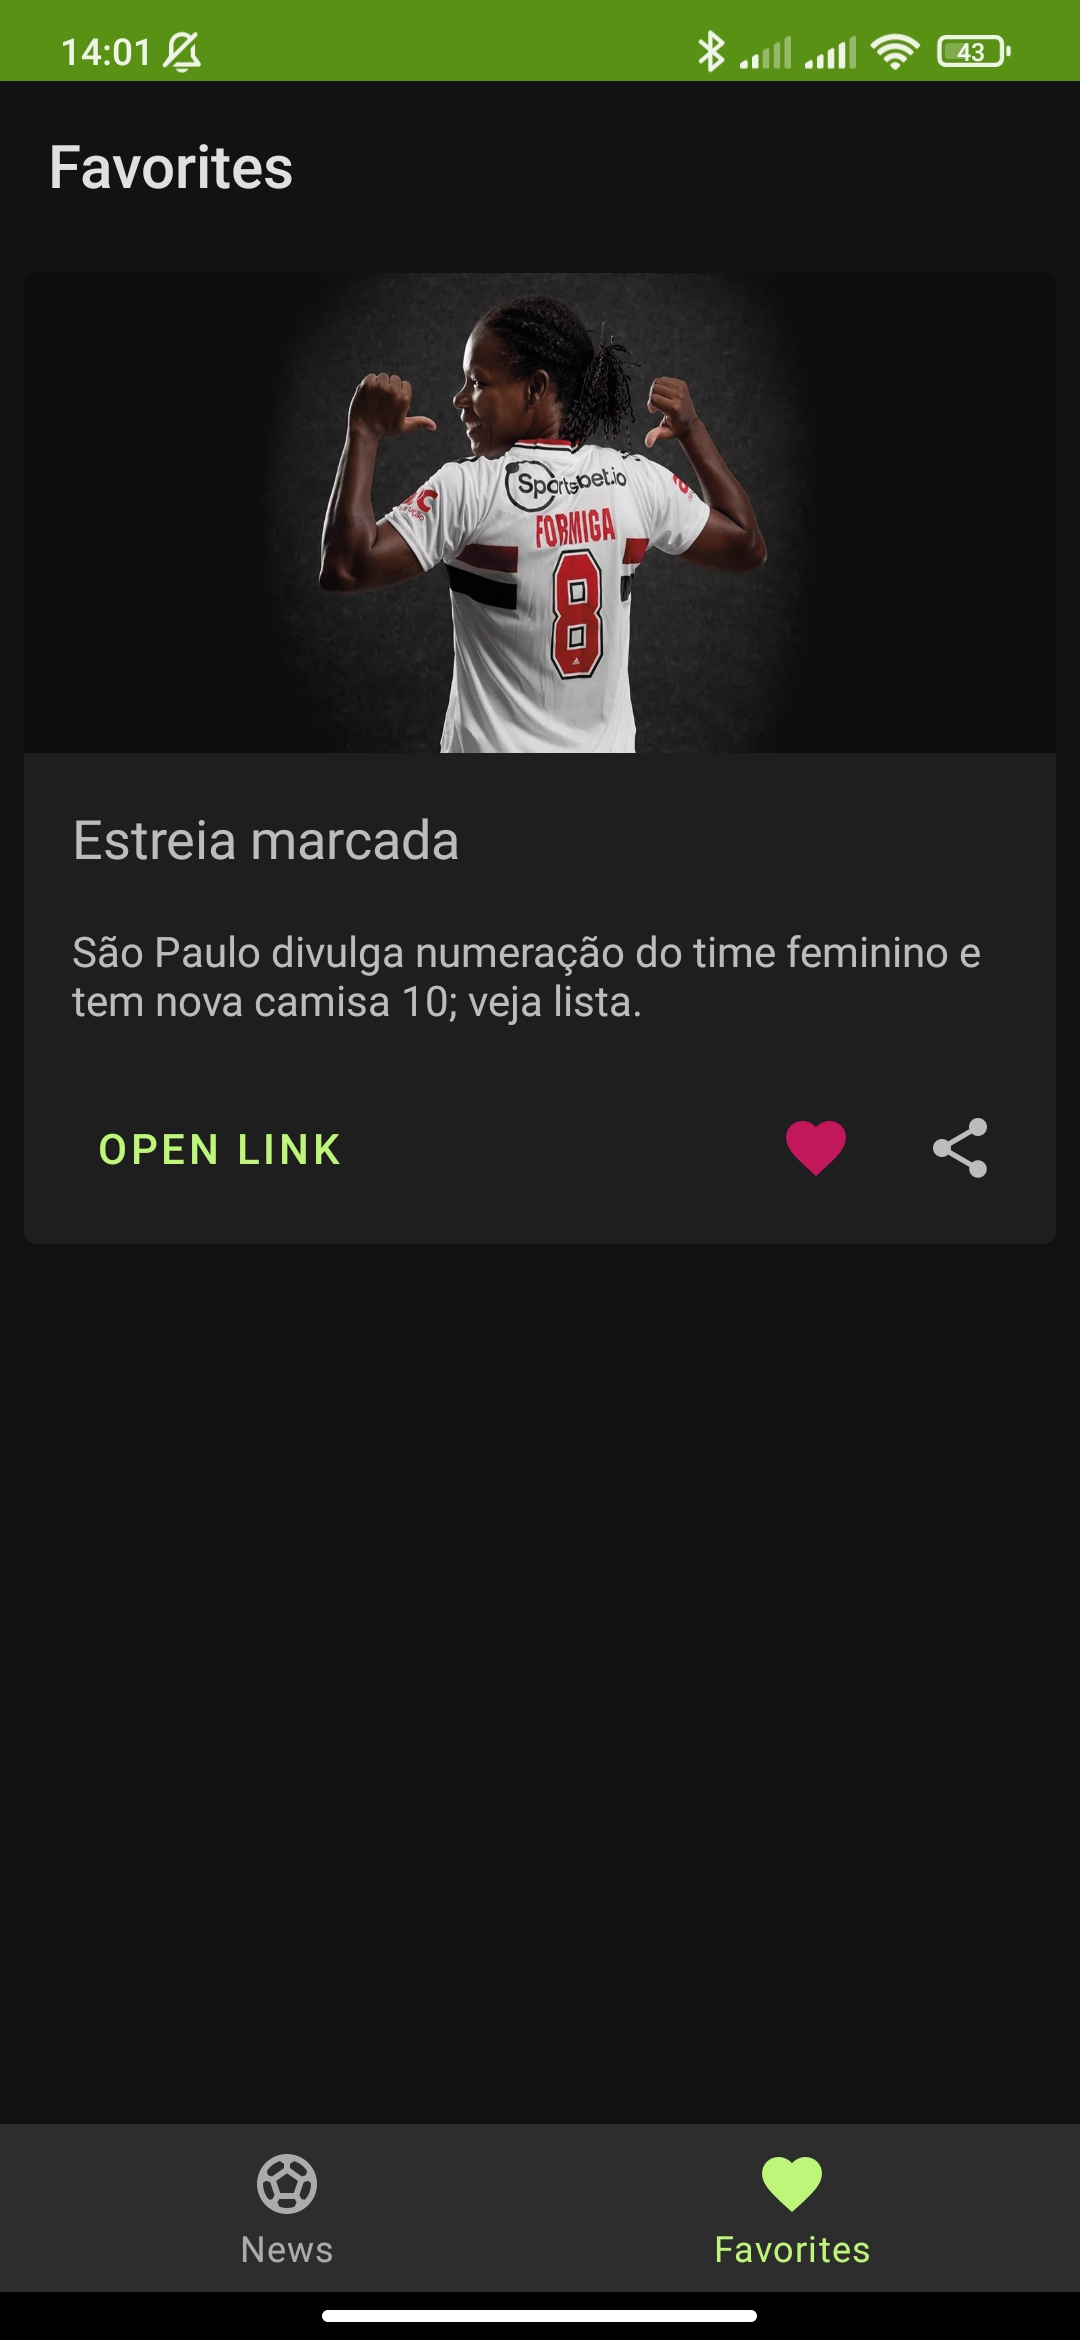 14:01
43
Favorites
Sportsbet.io
FORMIGA
8
Estreia marcada
São Paulo divulga numeração do time feminino e
tem nova camisa 10; veja lista.
OPEN LINK
News
Favorites